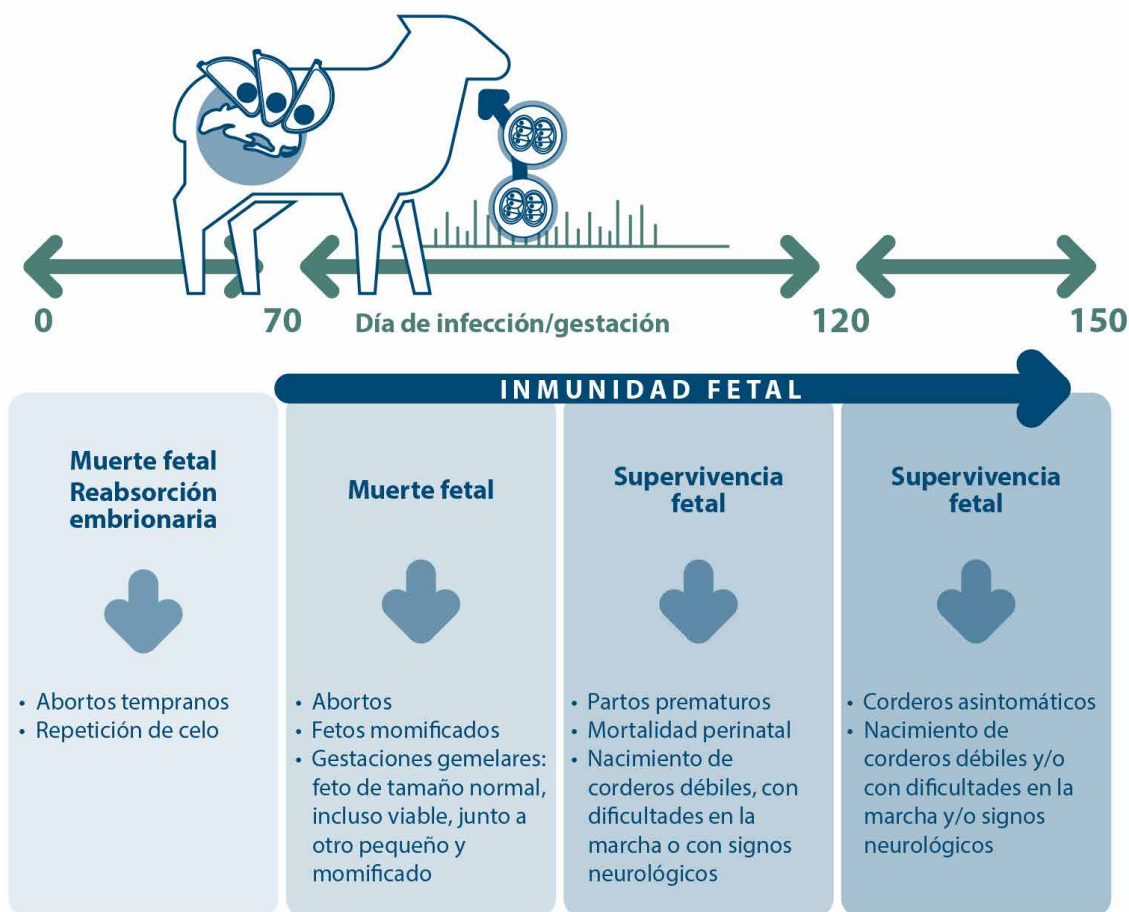 0
70
Día de infección/gestación
120
150
INMUNIDAD FETAL
Muerte fetal
Reabsorción
embrionaria
• Abortos tempranos
• Repetición de celo
Muerte fetal
• Abortos
• Fetos momificados
• Gestaciones gemelares:
feto de tamaño normal,
incluso viable, junto a
otro pequeño y
momificado
Supervivencia
fetal
• Partos prematuros
• Mortalidad perinatal
• Nacimiento de
corderos débiles, con
dificultades en la
marcha o con signos
neurológicos
Supervivencia
fetal
• Corderos asintomáticos
• Nacimiento de
corderos débiles y/o
con dificultades en la
marcha y/o signos
neurológicos